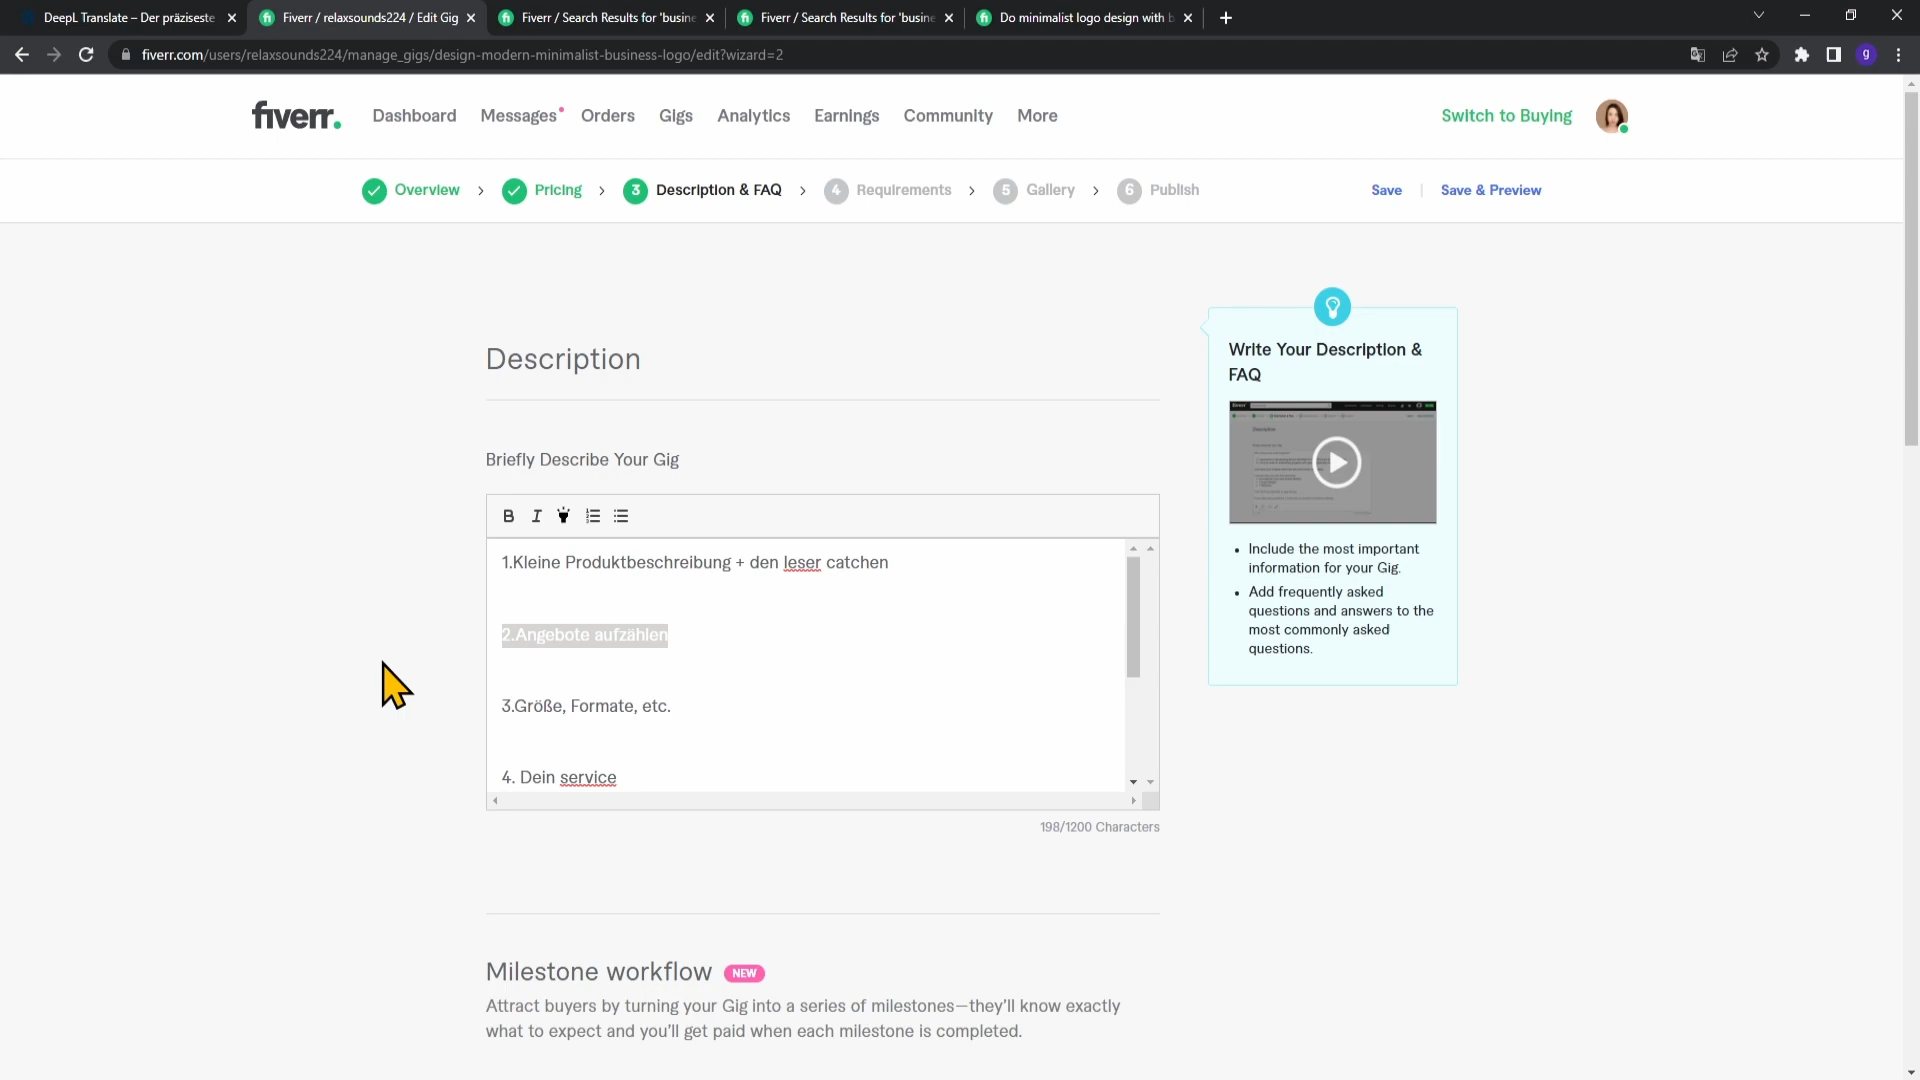 DeepL Translate – Der präziseste
Fiverr / relaxsounds224 / Edit Gig
Fiverr / Search Results for 'busine
Fiverr / Search Results for 'busine
Do minimalist logo design with b
fiverr.com/users/relaxsounds224/manage_gigs/design-modern-minimalist-business-logo/edit?wizard=2
g
fiverr.
Dashboard
Messages
Orders
Gigs
Analytics
Earnings
Community
More
Switch to Buying
Overview
Pricing
3 Description & FAQ
4 Requirements
5 Gallery
6 Publish
Save
Save & Preview
Description
Briefly Describe Your Gig
B I
1.Kleine Produktbeschreibung + den leser catchen
2.Angebote aufzählen
3.Größe, Formate, etc.
4. Dein service
198/1200 Characters
Write Your Description &
FAQ
Include the most important
information for your Gig.
Add frequently asked
questions and answers to the
most commonly asked
questions.
Milestone workflow NEW
Attract buyers by turning your Gig into a series of milestones—they'll know exactly
what to expect and you'll get paid when each milestone is completed.